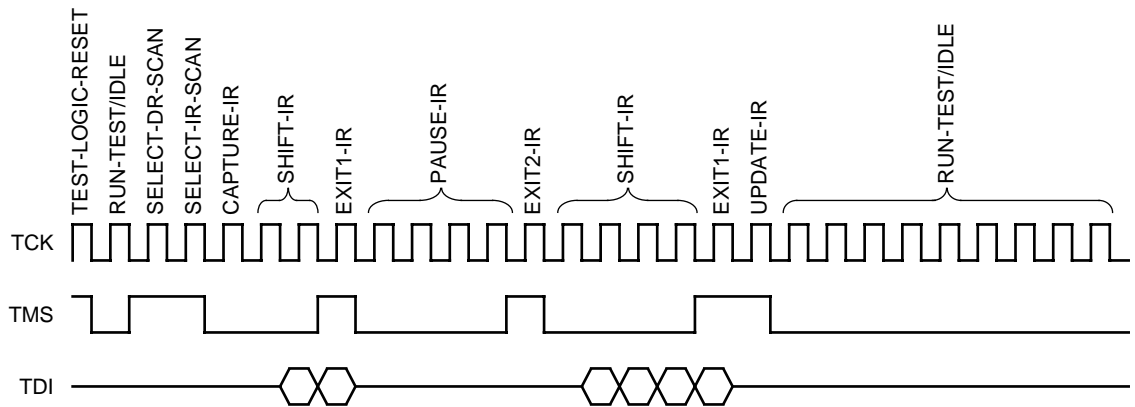 TEST-LOGIC-RESET
RUN-TEST/IDLE
SELECT-DR-SCAN
SELECT-IR-SCAN
CAPTURE-IR
SHIFT-IR
EXIT1-IR
PAUSE-IR
EXIT2-IR
SHIFT-IR
EXIT1-IR
UPDATE-IR
RUN-TEST/IDLE
TCK
TMS
TDI